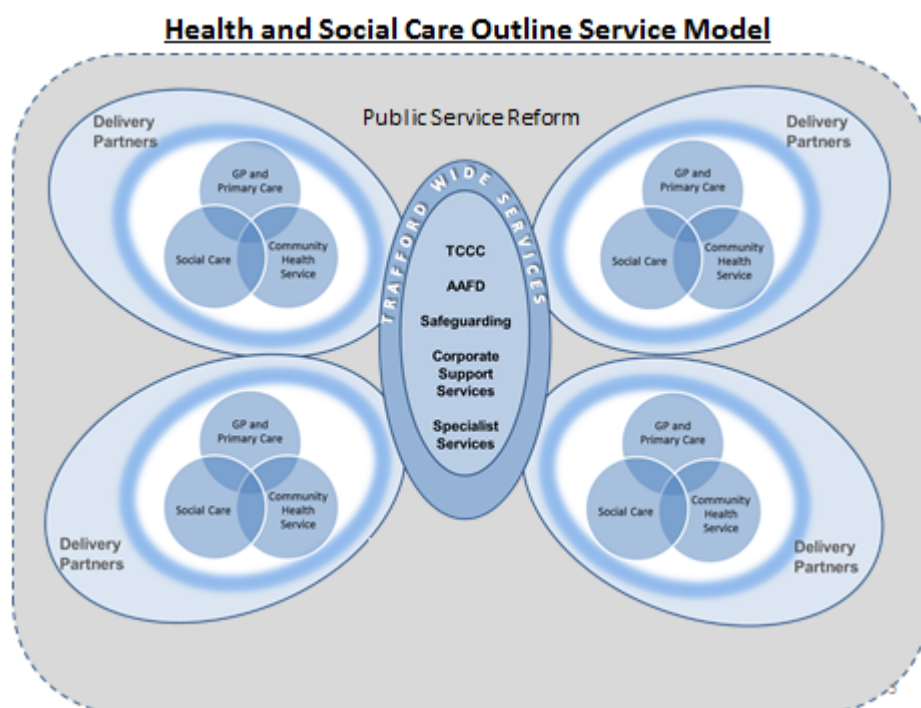 Health and Social Care Outline Service Model
Public Service Reform
Delivery
Partners
GP and
Primary Care
Social Care
Community
Health
Service
Delivery
Partners
GP and
Primary Care
Social Care
Community
Health
Service
TRAFFORD WIDE SERVICES
TCCC
AAFD
Safeguarding
Corporate
Support
Services
Specialist
Services
GP and
Primary Care
Social Care
Community
Health
Service
Delivery
Partners
GP and
Primary Care
Social Care
Community
Health
Service
Delivery
Partners